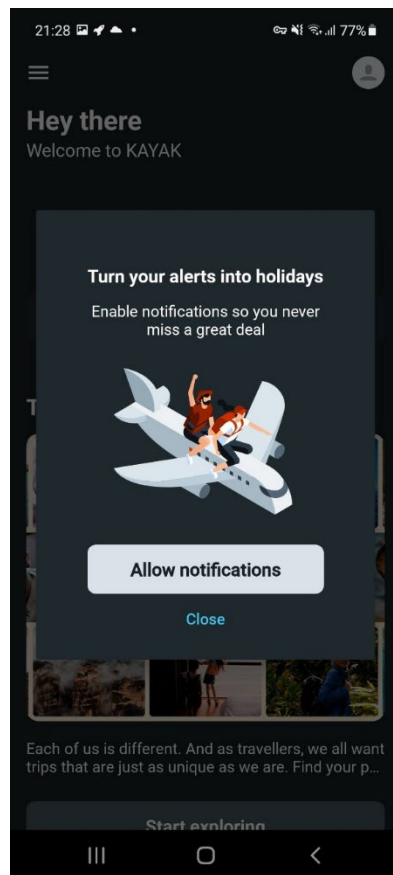 21:28
77%
Hey there
Welcome to KAYAK
Turn your alerts into holidays
Enable notifications so you never
miss a great deal
T
Allow notifications
Close
Each of us is different. And as travellers, we all want
trips that are just as unique as we are. Find your p...
Start exploring